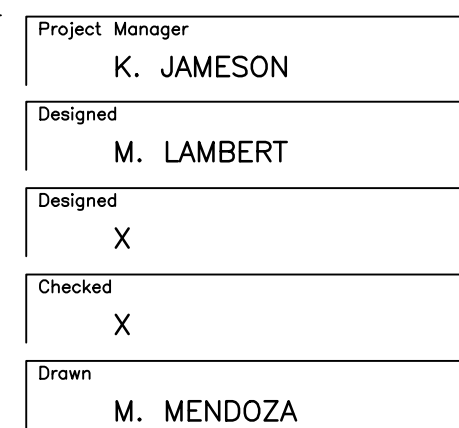 Project Manager
K. JAMESON
Designed
M. LAMBERT
Designed
X
Checked
X
Drawn
M. MENDOZA